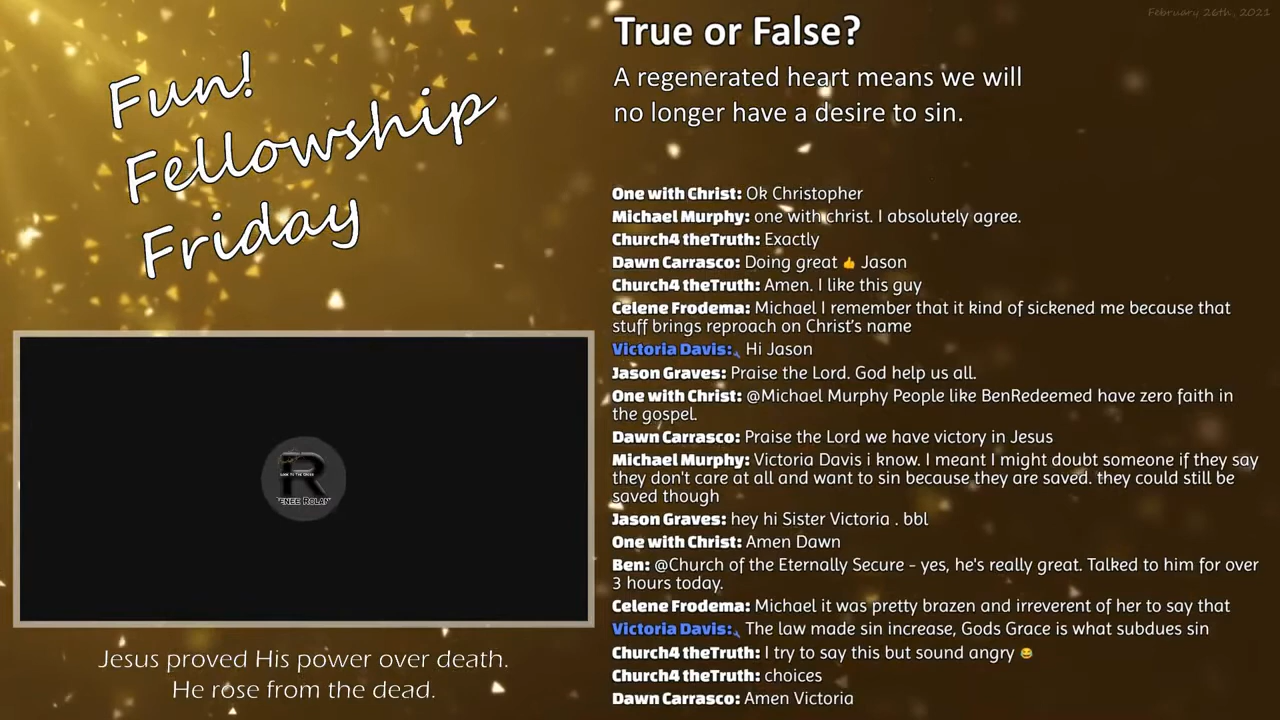 February 26th, 2021
Fun!
Fellowship
Friday
True or False?
A regenerated heart means we will
no longer have a desire to sin.
One with Christ: Ok Christopher
Michael Murphy: one with christ. I absolutely agree.
Church4 theTruth: Exactly
Dawn Carrasco: Doing great 👍 Jason
Church4 theTruth: Amen. I like this guy
Celene Frodema: Michael I remember that it kind of sickened me because that
stuff brings reproach on Christ's name
Victoria Davis: Hi Jason
Jason Graves: Praise the Lord. God help us all.
One with Christ: @Michael Murphy People like BenRedeemed have zero faith in
the gospel.
Dawn Carrasco: Praise the Lord we have victory in Jesus
Michael Murphy: Victoria Davis i know. I meant I might doubt someone if they say
they don't care at all and want to sin because they are saved. they could still be
saved though
Jason Graves: hey hi Sister Victoria . bbl
One with Christ: Amen Dawn
Ben: @Church of the Eternally Secure - yes, he's really great. Talked to him for over
3 hours today.
Celene Frodema: Michael it was pretty brazen and irreverent of her to say that
Victoria Davis: The law made sin increase, Gods Grace is what subdues sin
Church4 theTruth: I try to say this but sound angry 😂
Church4 theTruth: choices
Dawn Carrasco: Amen Victoria
R
LOOK TO THE CROSS
Jesus proved His power over death.
He rose from the dead.